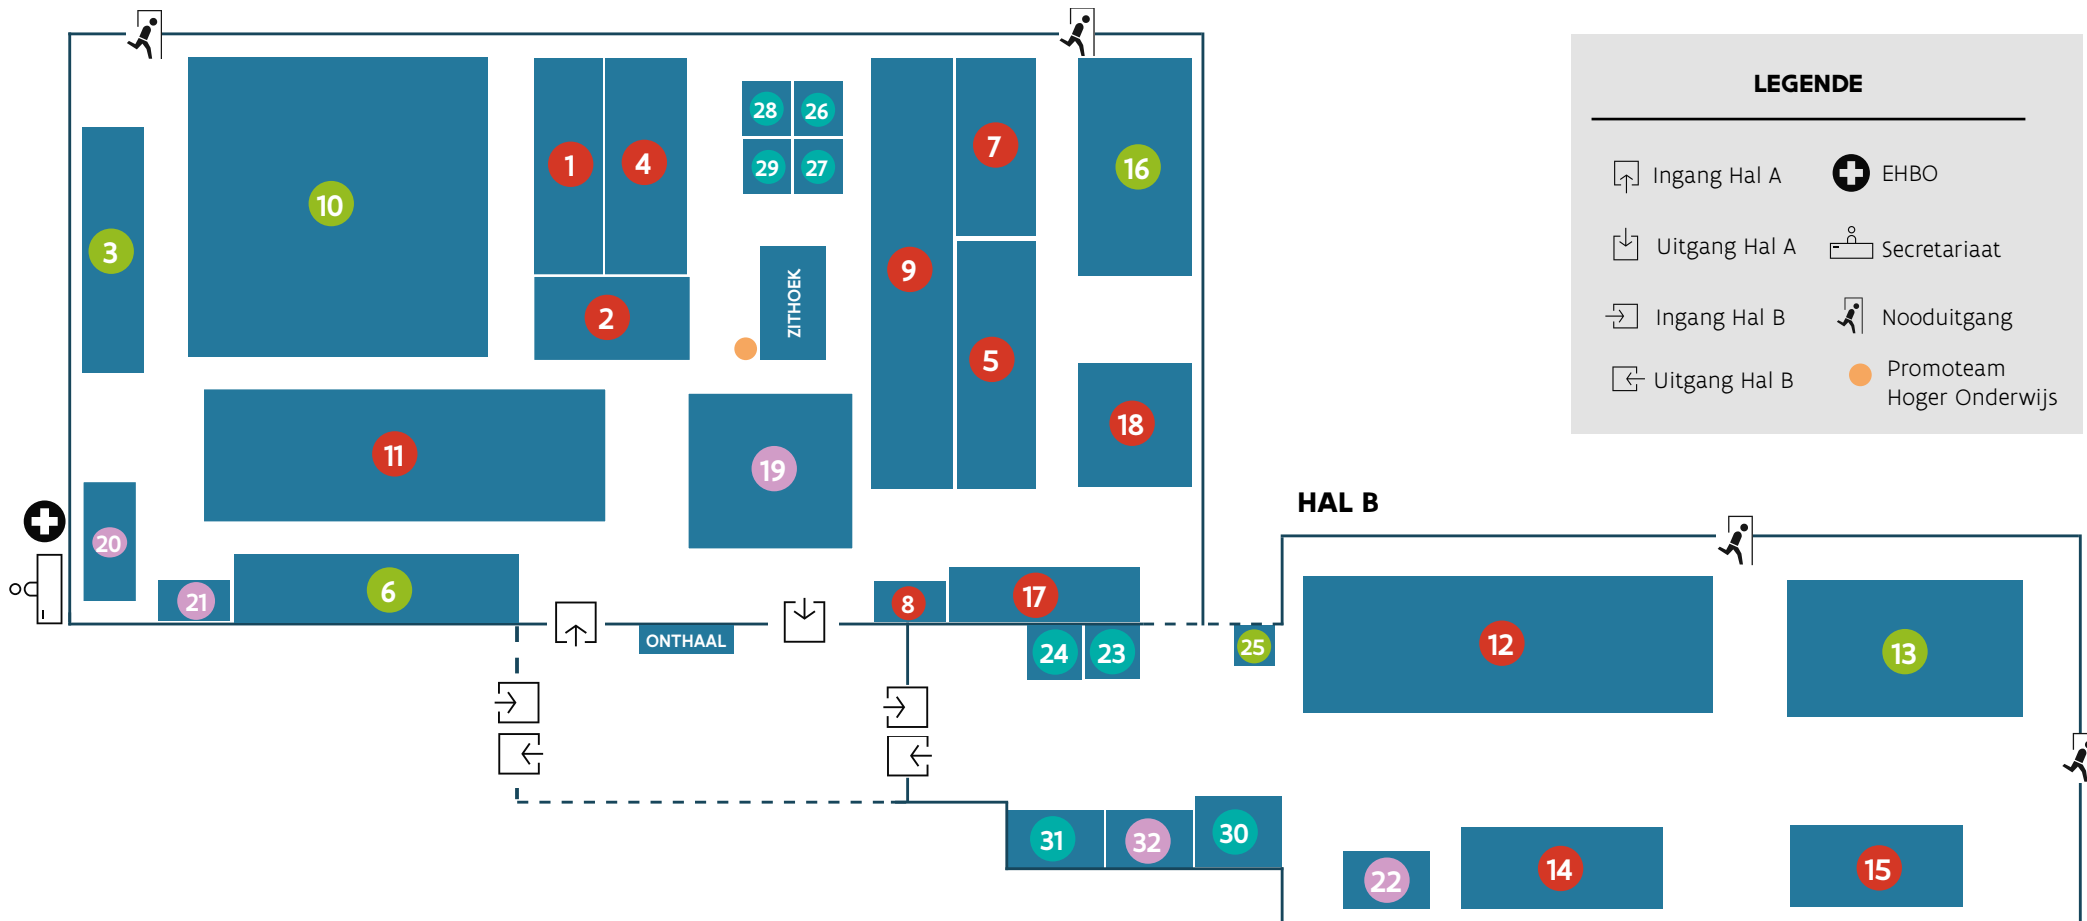 LEGENDE
Ingang Hal A
EHBO
Uitgang Hal A
Secretariaat
Ingang Hal B
Nooduitgang
Uitgang Hal B
Promoteam
Hoger Onderwijs
28
26
1
4
7
16
29
27
10
3
9
ZITHOEK
2
5
18
11
19
HAL B
20
6
21
8
17
ONTHAAL
24
23
25
12
13
31
32
30
22
14
15